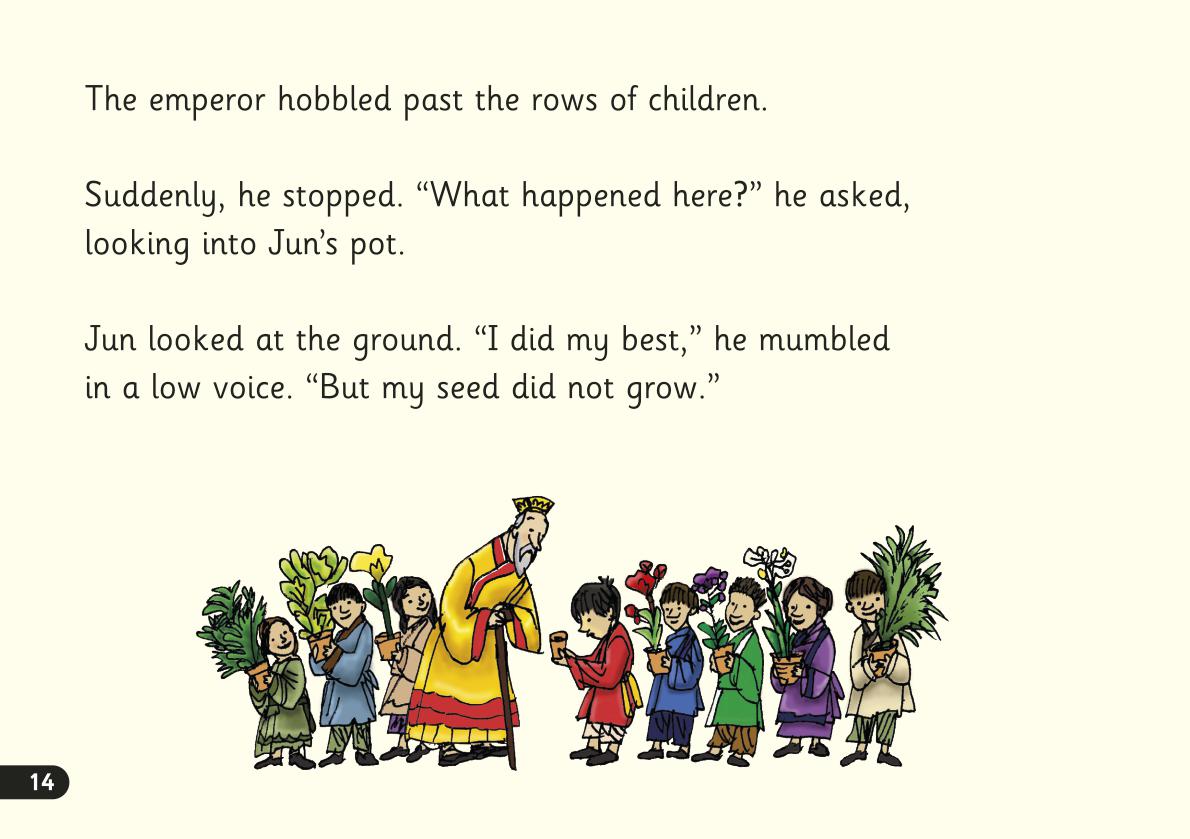 The emperor hobbled past the rows of children.
Suddenly, he stopped. “What happened here?” he asked,
looking into Jun’s pot.
Jun looked at the ground. “I did my best,” he mumbled
in a low voice. “But my seed did not grow.”
14